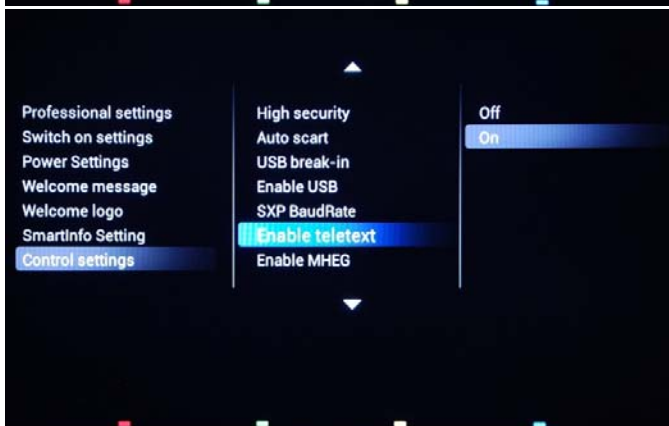 Professional settings
Switch on settings
Power Settings
Welcome message
Welcome logo
SmartInfo Setting
Control settings
High security
Auto scart
USB break-in
Enable USB
SXP BaudRate
Enable teletext
Enable MHEG
Off
On